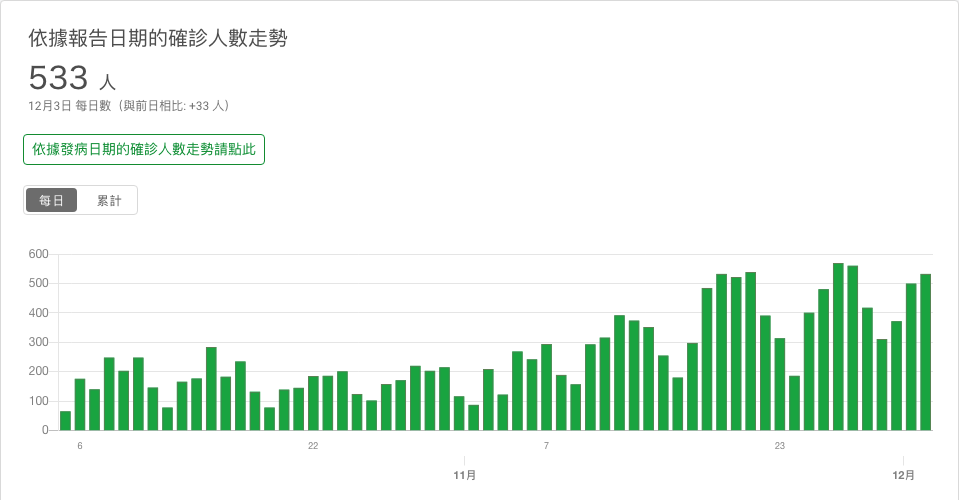 依據報告日期的確診人數走勢
533 人
12月3日 每日數（與前日相比: +33 人）
依據發病日期的確診人數走勢請點此
每日 累計
600
500
400
300
200
100
0
6 22 7 23
11月 12月